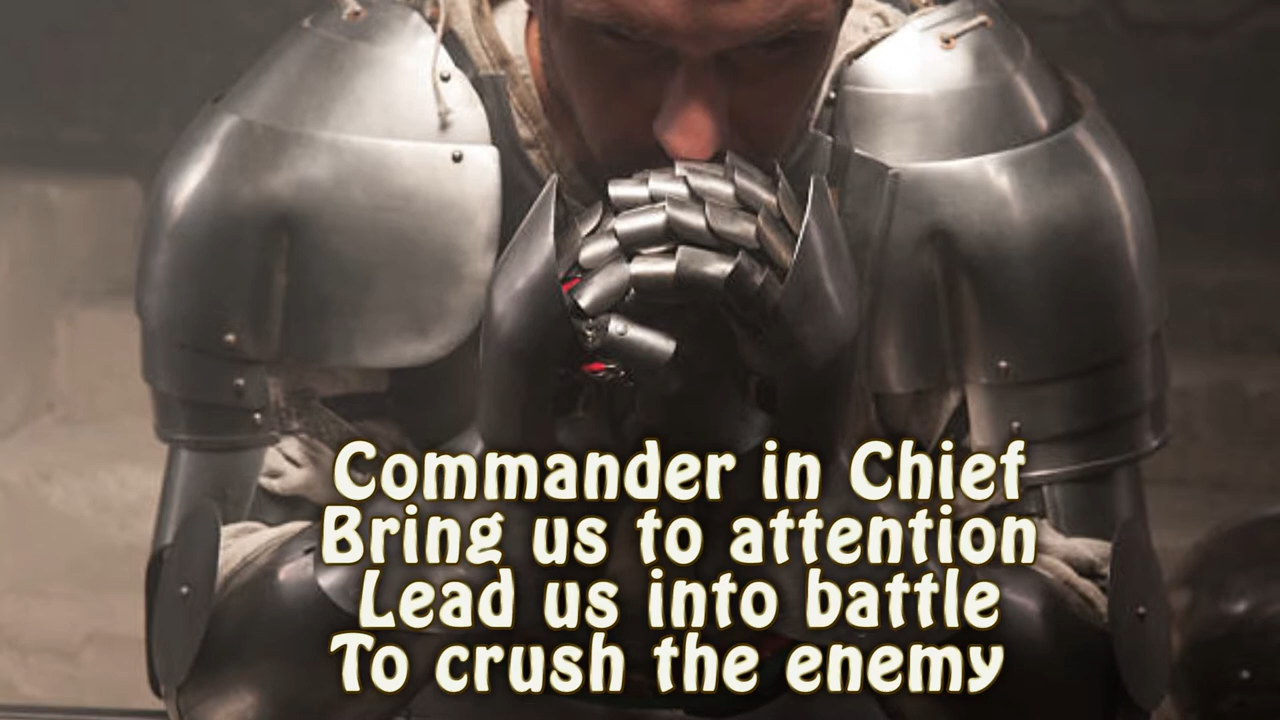 Commander in Chief
Bring us to attention
Lead us into battle
To crush the enemy